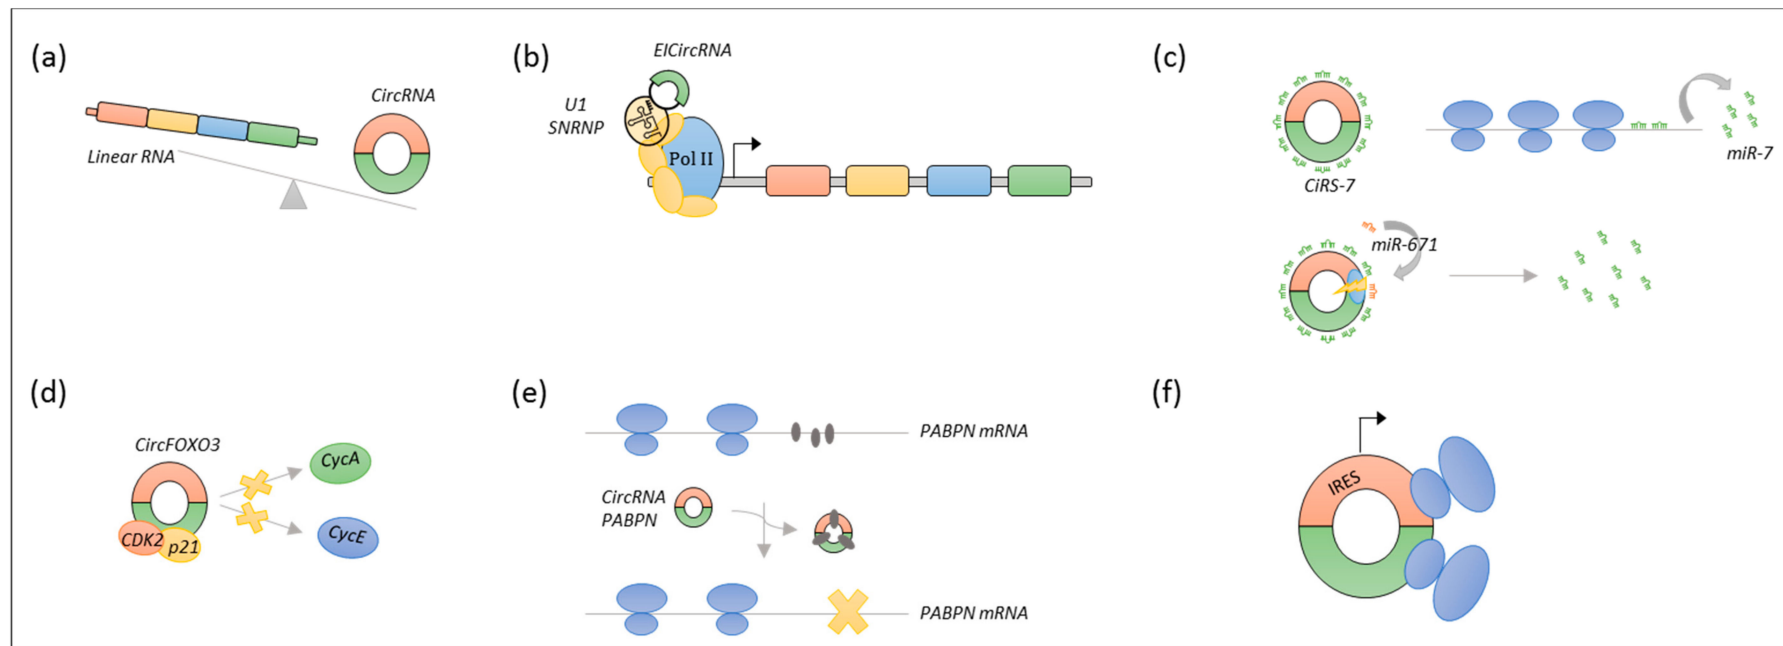 (a)
CircRNA
Linear RNA
(b)
EICircRNA
U1
SNRNP
Pol II
(c)
CiRS-7
miR-7
miR-671
(d)
CircFOXO3
CycA
CDK2
p21
CycE
(e)
PABPN mRNA
CircRNA
PABPN
PABPN mRNA
(f)
IRES